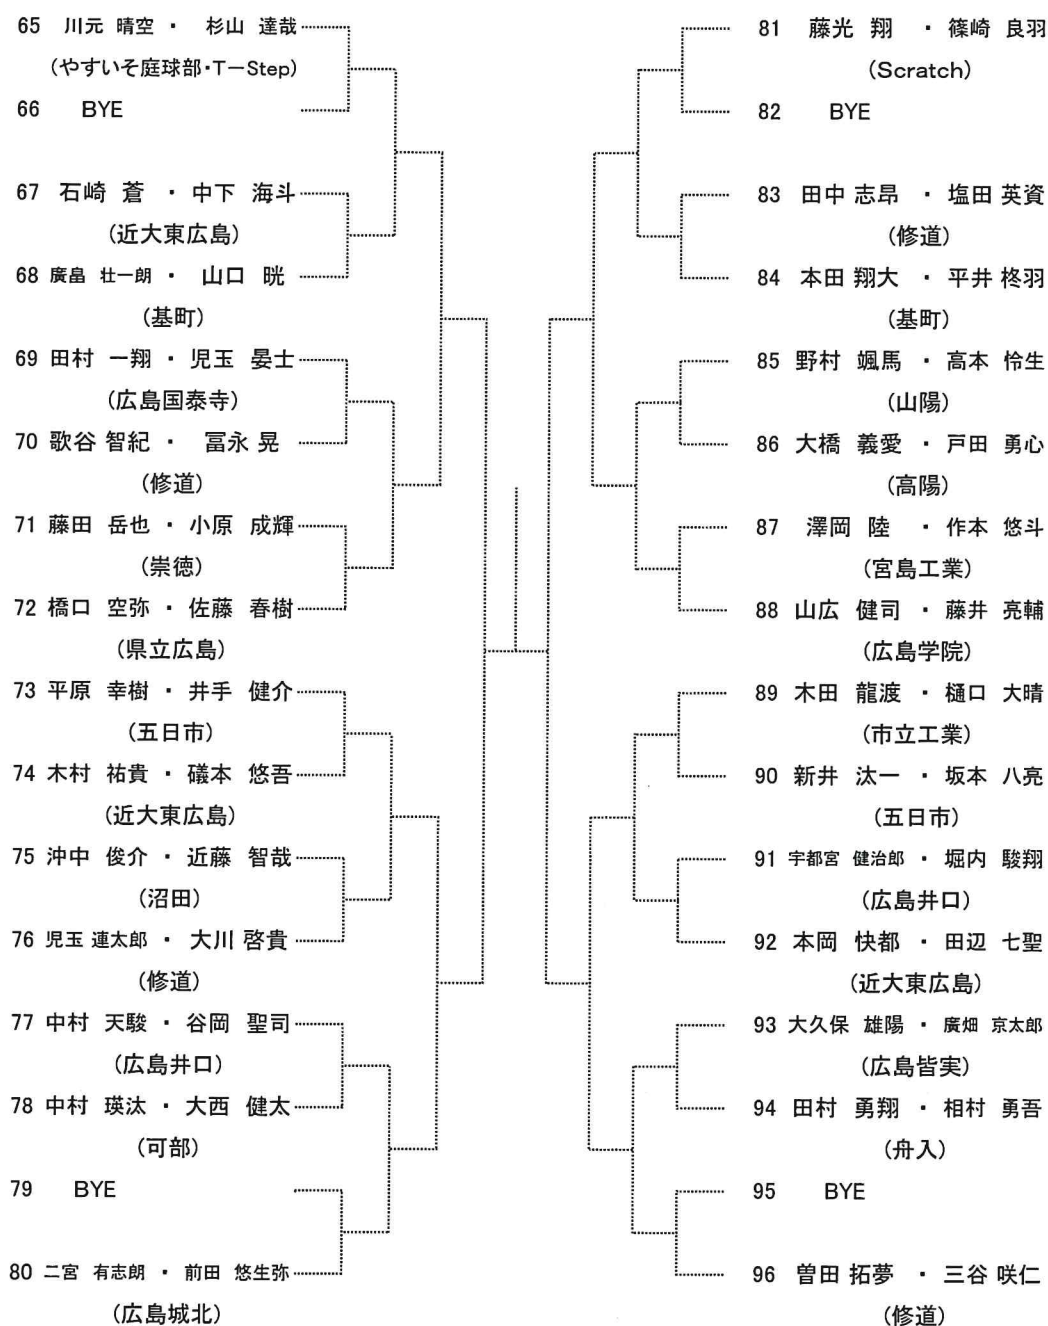 65 川元 晴空 ・ 杉山 達哉
(やすいそ庭球部・T-Step)
66 BYE
67 石崎 蒼 ・ 中下 海斗
(近大東広島)
68 廣畠 壮一朗 ・ 山口 晄
(基町)
69 田村 一翔 ・ 児玉 晏士
(広島国泰寺)
70 歌谷 智紀 ・ 冨永 晃
(修道)
71 藤田 岳也 ・ 小原 成輝
(崇徳)
72 橋口 空弥 ・ 佐藤 春樹
(県立広島)
73 平原 幸樹 ・ 井手 健介
(五日市)
74 木村 祐貴 ・ 礒本 悠吾
(近大東広島)
75 沖中 俊介 ・ 近藤 智哉
(沼田)
76 児玉 連太郎 ・ 大川 啓貴
(修道)
77 中村 天駿 ・ 谷岡 聖司
(広島井口)
78 中村 瑛汰 ・ 大西 健太
(可部)
79 BYE
80 二宮 有志朗 ・ 前田 悠生弥
(広島城北)
81 藤光 翔 ・ 篠崎 良羽
(Scratch)
82 BYE
83 田中 志昂 ・ 塩田 英資
(修道)
84 本田 翔大 ・ 平井 柊羽
(基町)
85 野村 颯馬 ・ 高本 伶生
(山陽)
86 大橋 義愛 ・ 戸田 勇心
(高陽)
87 澤岡 陸 ・ 作本 悠斗
(宮島工業)
88 山広 健司 ・ 藤井 亮輔
(広島学院)
89 木田 龍渡 ・ 樋口 大晴
(市立工業)
90 新井 汰一 ・ 坂本 八亮
(五日市)
91 宇都宮 健治郎 ・ 堀内 駿翔
(広島井口)
92 本岡 快都 ・ 田辺 七聖
(近大東広島)
93 大久保 雄陽 ・ 廣畑 京太郎
(広島皆実)
94 田村 勇翔 ・ 相村 勇吾
(舟入)
95 BYE
96 曽田 拓夢 ・ 三谷 咲仁
(修道)